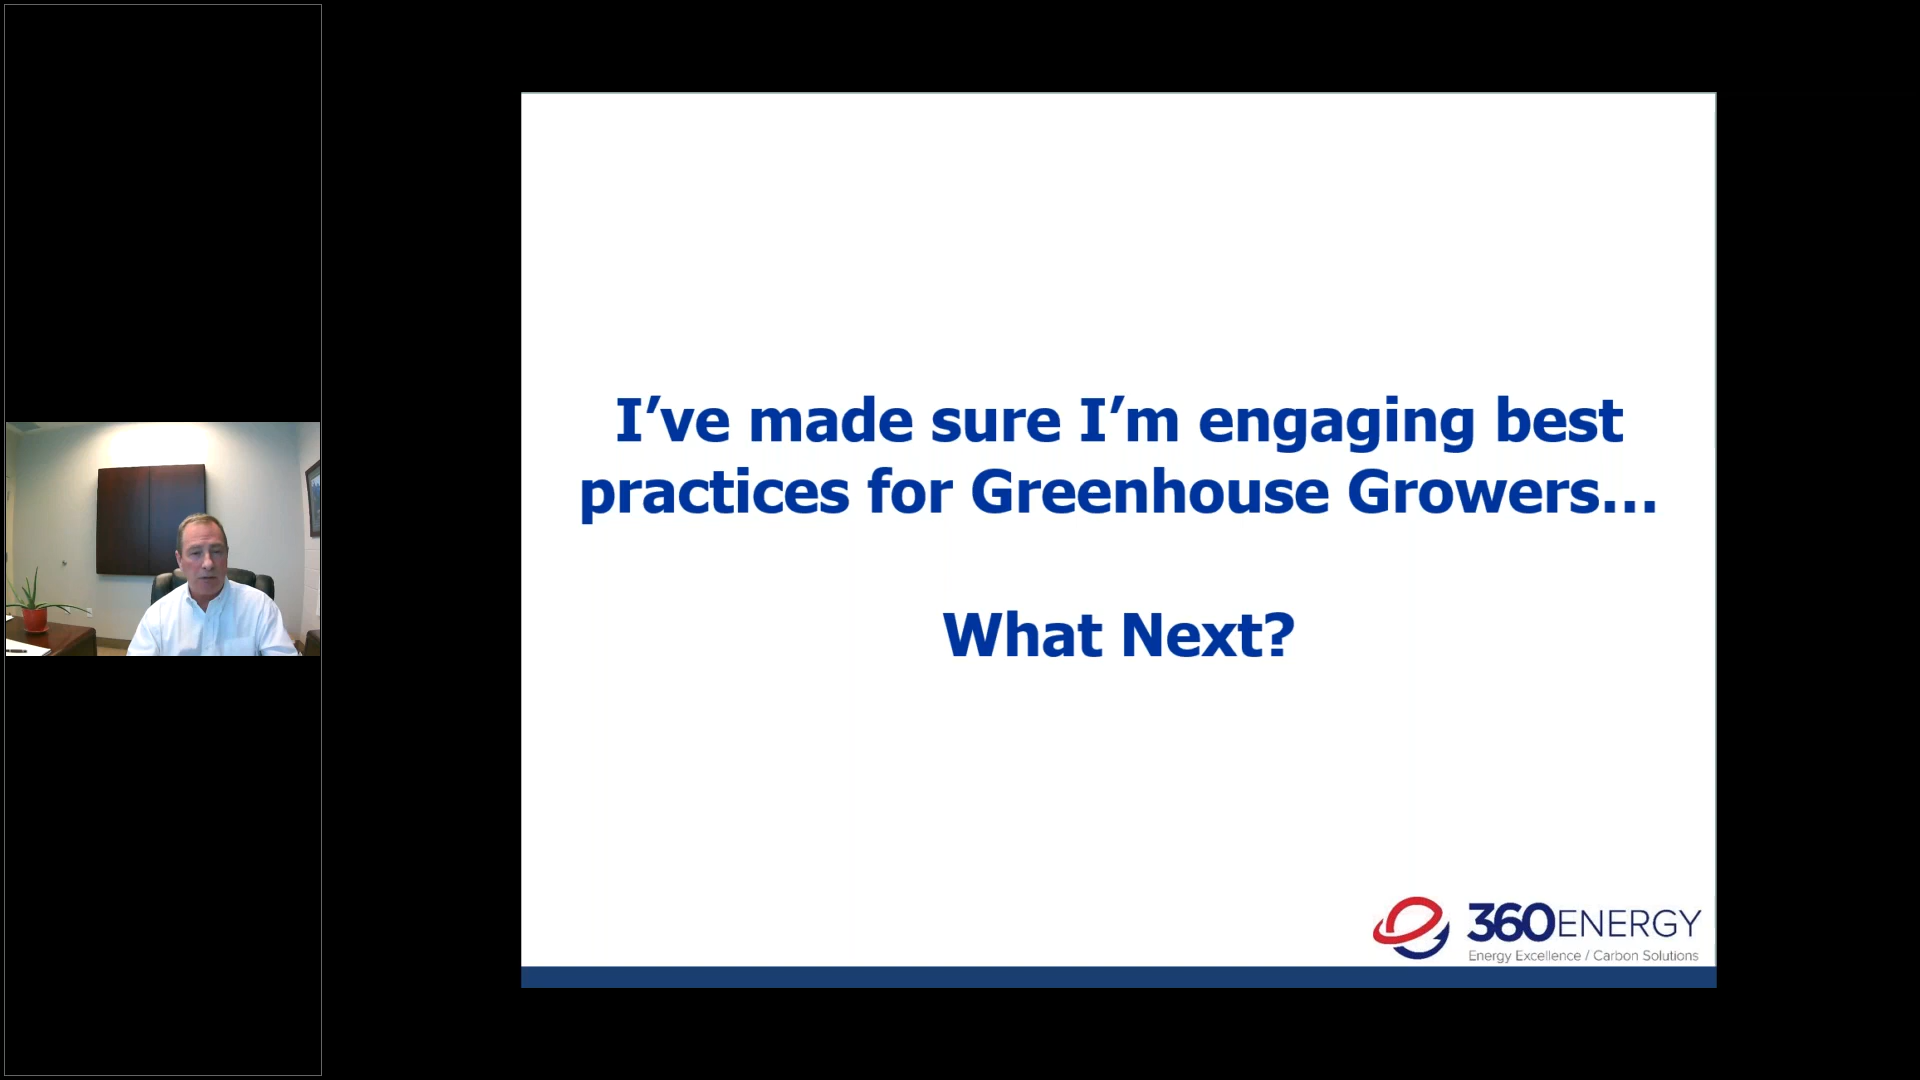 I’ve made sure I’m engaging best
practices for Greenhouse Growers...
What Next?
360ENERGY
Energy Excellence / Carbon Solutions